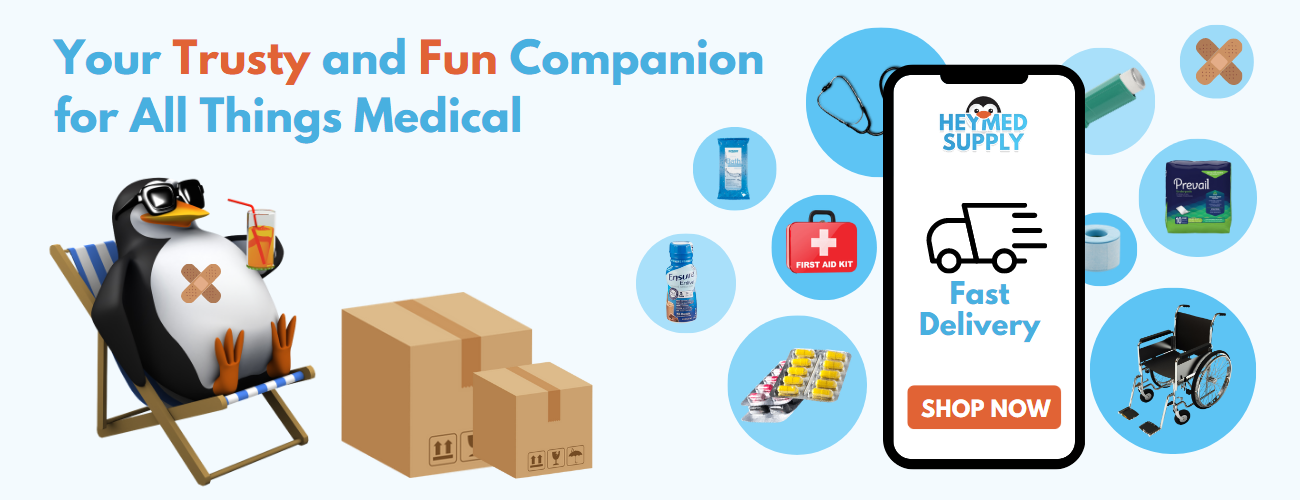 Your Trusty and Fun Companion
for All Things Medical
HEYMED
SUPPLY
Fast
Delivery
SHOP NOW
FIRST AID KIT
Ensure
Prevail